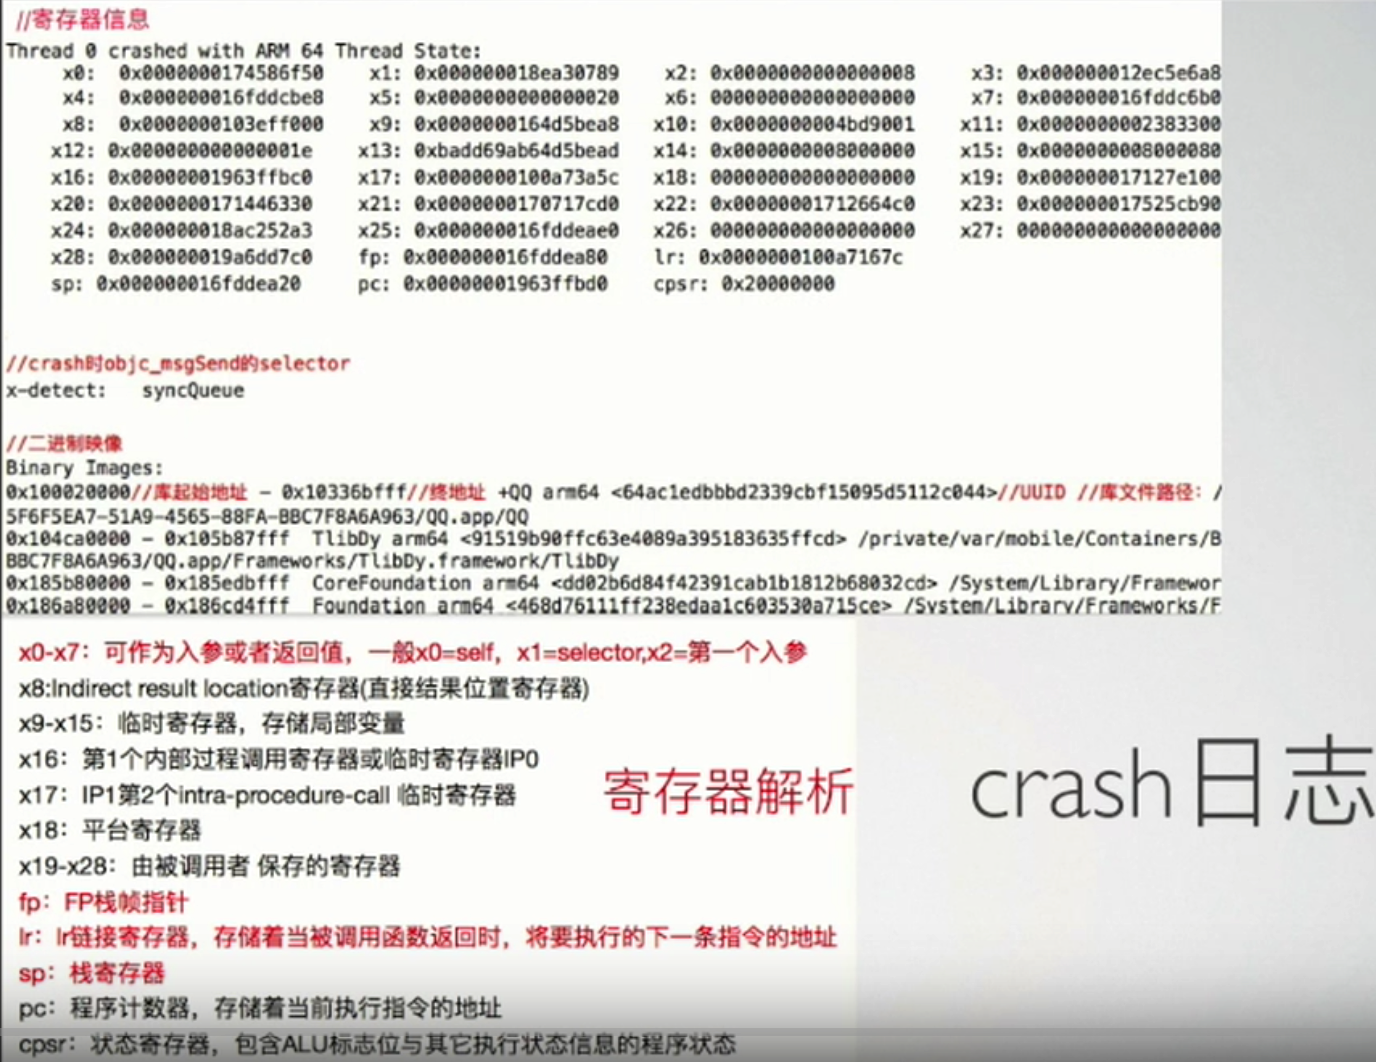 //寄存器信息
Thread 0 crashed with ARM 64 Thread State:
x0: 0x0000000174586f50 x1: 0x000000018ea30789 x2: 0x0000000000000008 x3: 0x000000012ec5e6a8
x4: 0x000000016fddcbe8 x5: 0x0000000000000020 x6: 0000000000000000 x7: 0x000000016fddc6b0
x8: 0x0000000103eff000 x9: 0x0000000164d5bea8 x10: 0x0000000004bd9001 x11: 0x0000000002383300
x12: 0x000000000000001e x13: 0xbadd69ab64d5bead x14: 0x0000000008000000 x15: 0x0000000008000080
x16: 0x00000001963ffbc0 x17: 0x0000000100a73a5c x18: 0000000000000000 x19: 0x000000017127e100
x20: 0x0000000171446330 x21: 0x0000000170717cd0 x22: 0x00000001712664c0 x23: 0x000000017525cb90
x24: 0x000000018ac252a3 x25: 0x000000016fddeae0 x26: 0000000000000000 x27: 0000000000000000
x28: 0x000000019a6dd7c0 fp: 0x000000016fddea80 lr: 0x0000000100a7167c
sp: 0x000000016fddea20 pc: 0x00000001963ffbd0 cpsr: 0x20000000
//crash时objc_msgSend的selector
x-detect: syncQueue
//二进制映像
Binary Images:
0x100020000//库起始地址 - 0x10336bfff//终地址 +QQ arm64 <64ac1edbbbd2339cbf15095d5112c044>//UUID //库文件路径: /
5F6F5EA7-51A9-4565-88FA-BBC7F8A6A963/QQ.app/QQ
0x104ca0000 - 0x105b87fff TlibDy arm64 <91519b90ffc63e4089a395183635ffcd> /private/var/mobile/Containers/B
BBC7F8A6A963/QQ.app/Frameworks/TlibDy.framework/TlibDy
0x185b80000 - 0x185edbfff CoreFoundation arm64 <dd02b6d84f42391cab1b1812b68032cd> /System/Library/Framewor
0x186a80000 - 0x186cd4fff Foundation arm64 <468d76111ff238edaa1c603530a715ce> /System/Library/Frameworks/F
x0-x7：可作为入参或者返回值，一般x0=self，x1=selector,x2=第一个入参
x8:Indirect result location寄存器(直接结果位置寄存器)
x9-x15：临时寄存器，存储局部变量
x16：第1个内部过程调用寄存器或临时寄存器IP0
x17：IP1第2个intra-procedure-call 临时寄存器
x18：平台寄存器
x19-x28：由被调用者 保存的寄存器
fp：FP栈帧指针
lr：lr链接寄存器，存储着当被调用函数返回时，将要执行的下一条指令的地址
sp：栈寄存器
pc：程序计数器，存储着当前执行指令的地址
cpsr：状态寄存器，包含ALU标志位与其它执行状态信息的程序状态
寄存器解析
crash日志